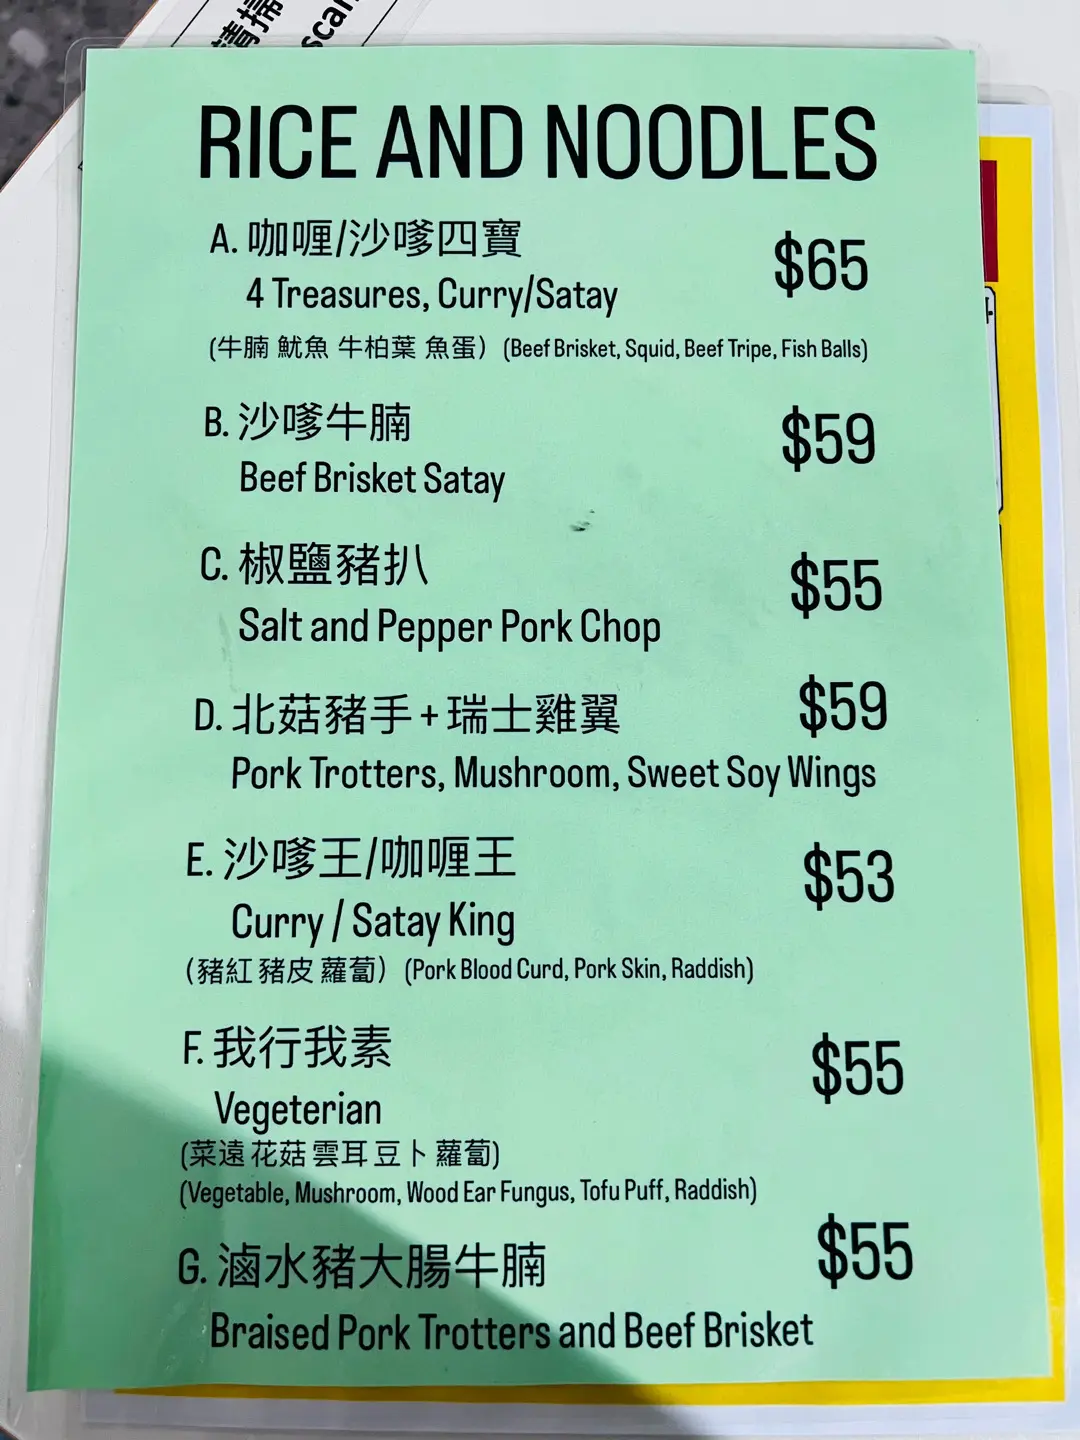 請掃
scan
RICE AND NOODLES
A. 咖喱/沙嗲四寶
4 Treasures, Curry/Satay
$65
(牛腩 魷魚 牛柏葉 魚蛋) (Beef Brisket, Squid, Beef Tripe, Fish Balls)
B. 沙嗲牛腩
Beef Brisket Satay
$59
C. 椒鹽豬扒
Salt and Pepper Pork Chop
$55
D. 北菇豬手+瑞士雞翼
Pork Trotters, Mushroom, Sweet Soy Wings
$59
E. 沙嗲王/咖喱王
Curry / Satay King
$53
(豬紅 豬皮 蘿蔔) (Pork Blood Curd, Pork Skin, Raddish)
F. 我行我素
Vegeterian
$55
(菜遠 花菇 雲耳 豆卜 蘿蔔)
(Vegetable, Mushroom, Wood Ear Fungus, Tofu Puff, Raddish)
G. 滷水豬大腸牛腩
Braised Pork Trotters and Beef Brisket
$55